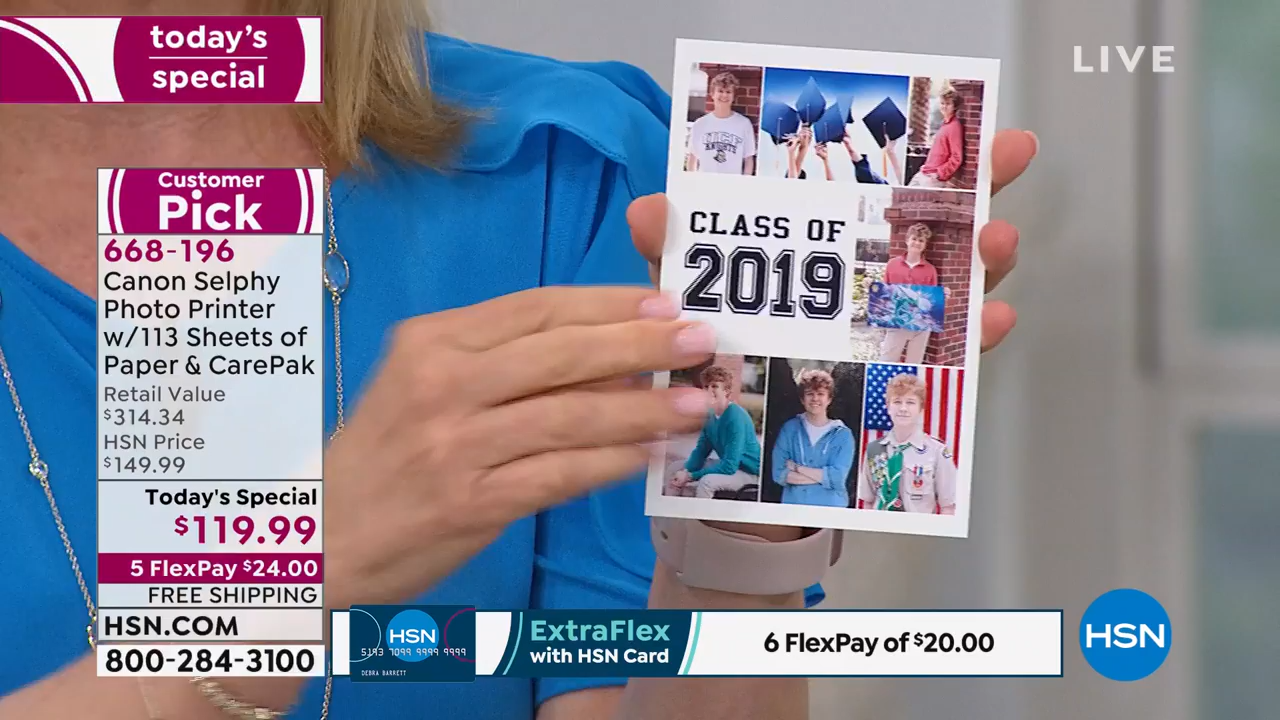 today's
special
LIVE
Customer
Pick
668-196
Canon Selphy
Photo Printer
w/113 Sheets of
Paper & CarePak
Retail Value
$314.34
HSN Price
$149.99
Today's Special
$119.99
5 FlexPay $24.00
FREE SHIPPING
HSN.COM
800-284-3100
UCF
KNIGHTS
CLASS OF
2019
HSN
5193 7099 9999 9999
DEBRA BARRETT
ExtraFlex
with HSN Card
6 FlexPay of $20.00
HSN